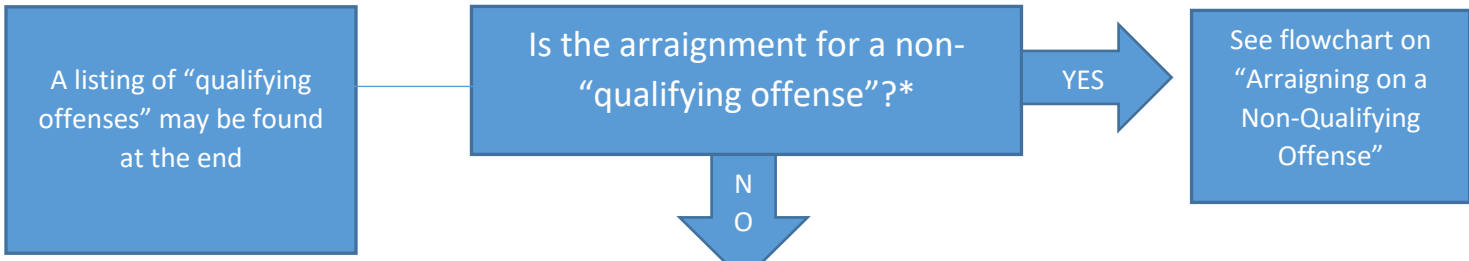 A listing of “qualifying
offenses” may be found
at the end
Is the arraignment for a non-
“qualifying offense”?*
YES
See flowchart on
“Arraigning on a
Non-Qualifying
Offense”
N
O